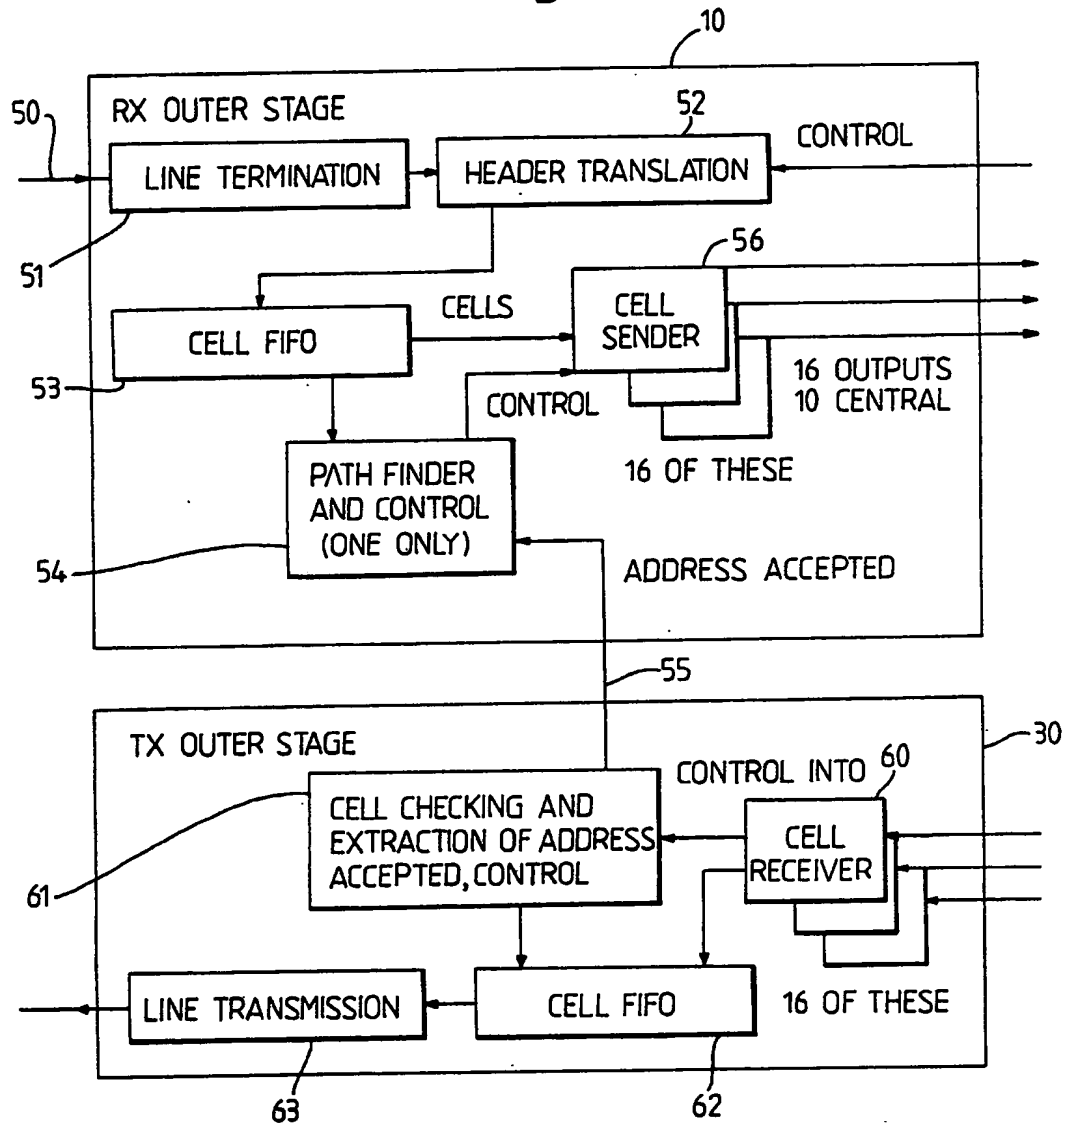 10
50
RX OUTER STAGE
52
CONTROL
LINE TERMINATION
HEADER TRANSLATION
51
56
CELLS
CELL
SENDER
CELL FIFO
53
16 OUTPUTS
10 CENTRAL
CONTROL
16 OF THESE
PATH FINDER
AND CONTROL
(ONE ONLY)
54
ADDRESS ACCEPTED
55
TX OUTER STAGE
30
CONTROL INTO
60
CELL CHECKING AND
EXTRACTION OF ADDRESS
ACCEPTED, CONTROL
CELL
RECEIVER
61
LINE TRANSMISSION
CELL FIFO
16 OF THESE
63
62